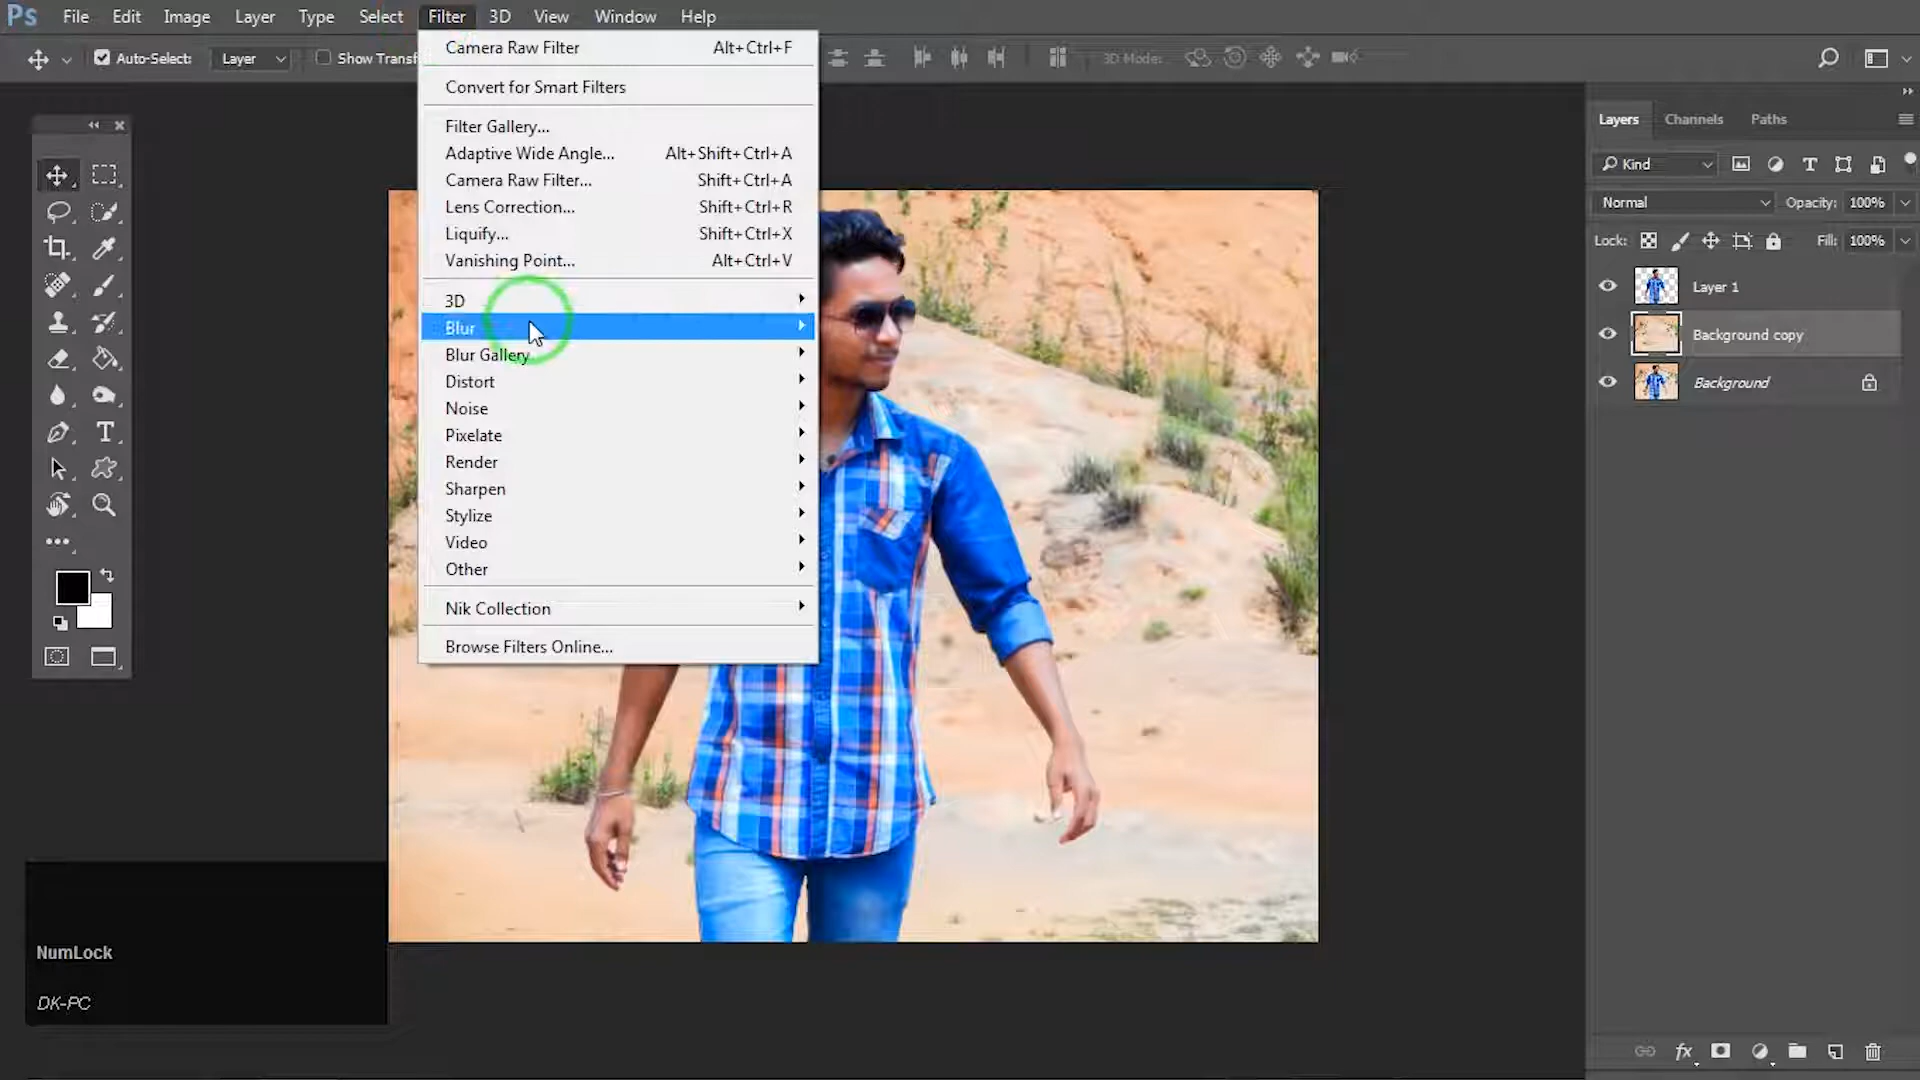 Ps File Edit Image Layer Type Select Filter 3D View Window Help
Auto-Select: Layer Show Transf 3D Mode:
Camera Raw Filter Alt+Ctrl+F
Convert for Smart Filters
Filter Gallery...
Adaptive Wide Angle... Alt+Shift+Ctrl+A
Camera Raw Filter... Shift+Ctrl+A
Lens Correction... Shift+Ctrl+R
Liquify... Shift+Ctrl+X
Vanishing Point... Alt+Ctrl+V
3D
Blur
Blur Gallery
Distort
Noise
Pixelate
Render
Sharpen
Stylize
Video
Other
Nik Collection
Browse Filters Online...
Layers Channels Paths
Kind
Normal Opacity: 100%
Lock: Fill: 100%
Layer 1
Background copy
Background
NumLock
DK-PC